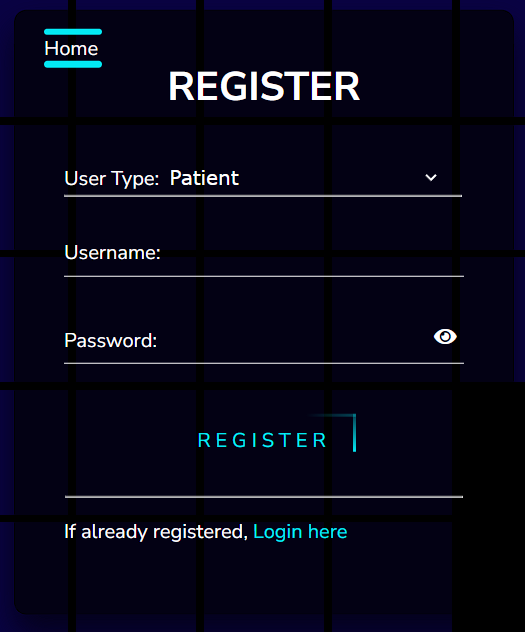 Home
REGISTER
User Type: Patient
Username:
Password:
REGISTER
If already registered, Login here